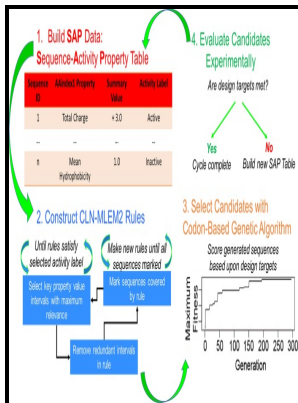 1. Build SAP Data:
Sequence-Activity Property Table
Sequence ID AAIndex1 Property Summary Value Activity Label
1 Total Charge +3.0 Active
... ... ... ...
n Mean Hydrophobicity 1.0 Inactive
2. Construct CLN-MLEM2 Rules
Until rules satisfy
selected activity label
Make new rules until all
sequences marked
Select key property value
intervals with maximum
relevance
Mark sequences covered
by rule
Remove redundant intervals
in rule
4. Evaluate Candidates
Experimentally
Are design targets met?
Yes
Cycle complete
No
Build new SAP Table
3. Select Candidates with
Codon-Based Genetic Algorithm
Score generated sequences
based upon design targets
Maximum
Fitness
0 50 100 150 200 250 300
Generation